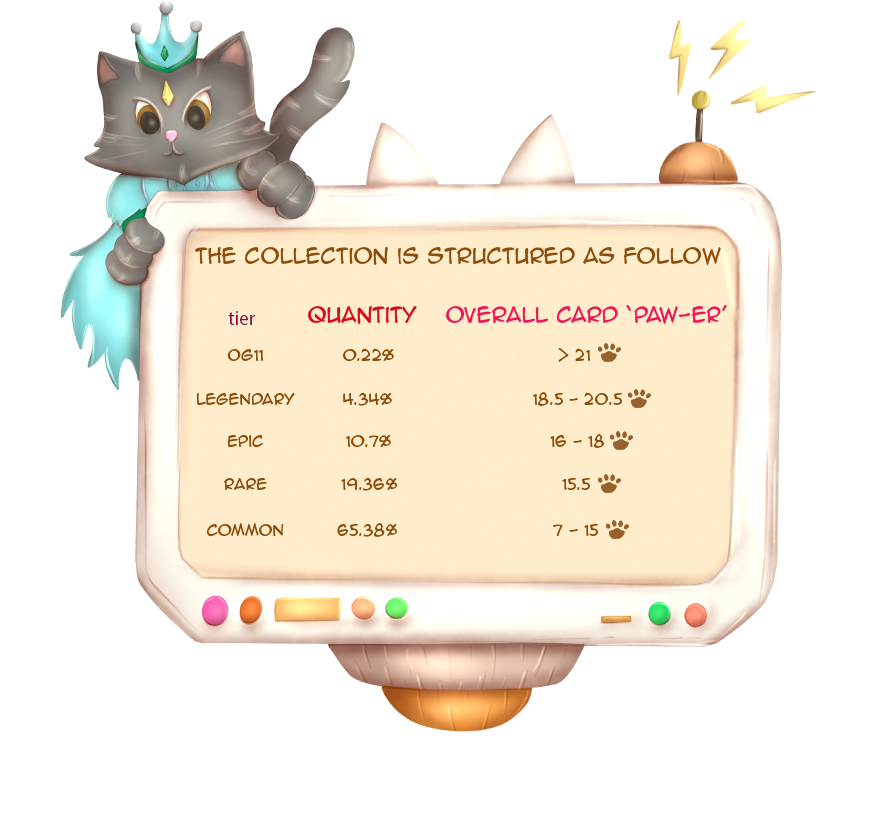 THE COLLECTION IS STRUCTURED AS FOLLOW
tier QUANTITY OVERALL CARD 'PAW-ER'
OG11 0.22% > 21
LEGENDARY 4.34% 18.5 - 20.5
EPIC 10.7% 16 - 18
RARE 19.36% 15.5
COMMON 65.38% 7 - 15